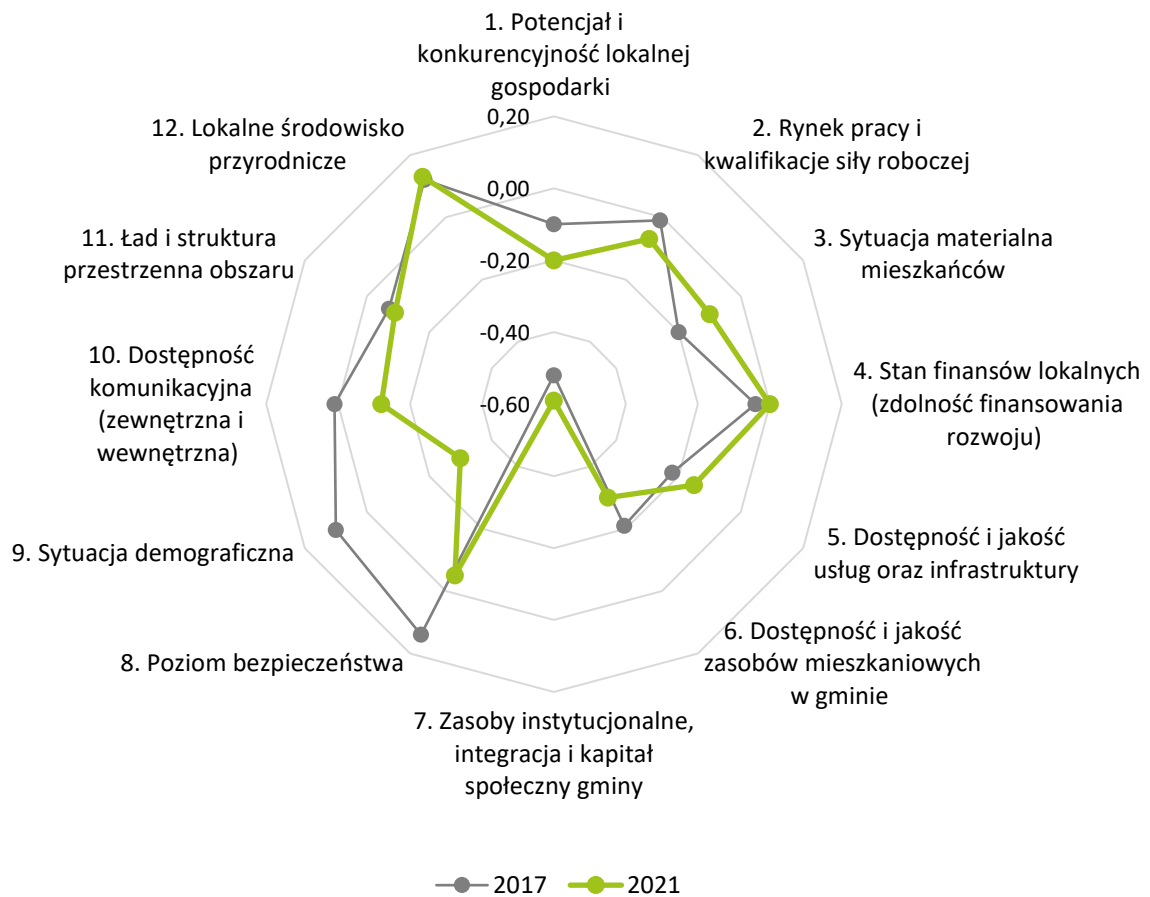 1. Potencjał i
konkurencyjność lokalnej
gospodarki
2. Rynek pracy i
kwalifikacje siły roboczej
3. Sytuacja materialna
mieszkańców
4. Stan finansów lokalnych
(zdolność finansowania
rozwoju)
5. Dostępność i jakość
usług oraz infrastruktury
6. Dostępność i jakość
zasobów mieszkaniowych
w gminie
7. Zasoby instytucjonalne,
integracja i kapitał
społeczny gminy
8. Poziom bezpieczeństwa
9. Sytuacja demograficzna
10. Dostępność
komunikacyjna
(zewnętrzna i
wewnętrzna)
11. Ład i struktura
przestrzenna obszaru
12. Lokalne środowisko
przyrodnicze
0,20
0,00
-0,20
-0,40
-0,60
2017
2021